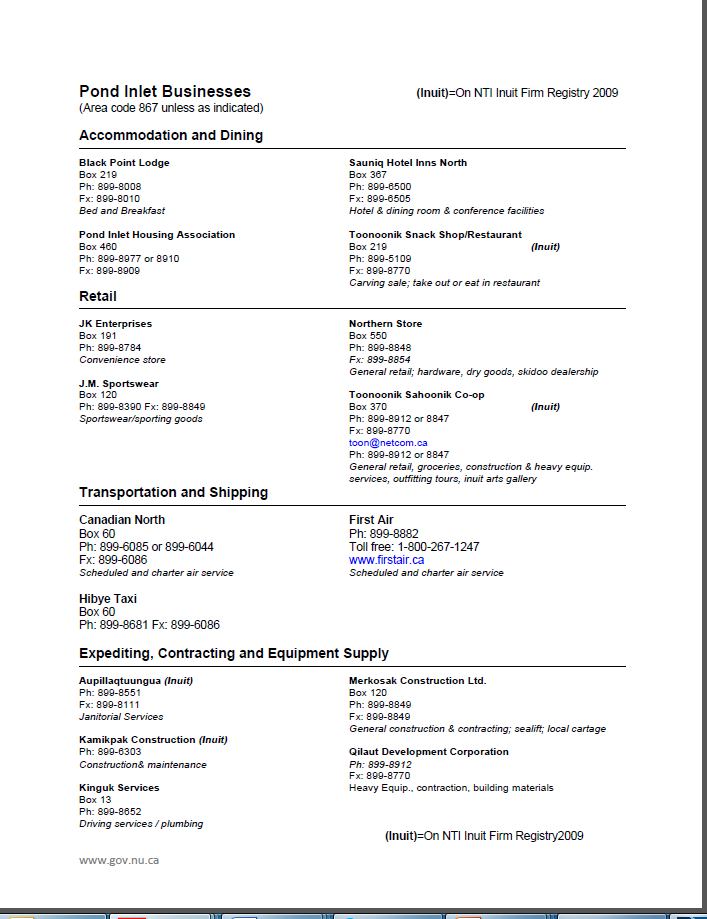 Pond Inlet Businesses
(Inuit)=On NTI Inuit Firm Registry 2009
(Area code 867 unless as indicated)
Accommodation and Dining
Black Point Lodge
Box 219
Ph: 899-8008
Fx: 899-8010
Bed and Breakfast
Pond Inlet Housing Association
Box 460
Ph: 899-8977 or 8910
Fx: 899-8909
Sauniq Hotel Inns North
Box 367
Ph: 899-6500
Fx: 899-6505
Hotel & dining room & conference facilities
Toonoonik Snack Shop/Restaurant
Box 219 (Inuit)
Ph: 899-5109
Fx: 899-8770
Carving sale; take out or eat in restaurant
Retail
JK Enterprises
Box 191
Ph: 899-8784
Convenience store
J.M. Sportswear
Box 120
Ph: 899-8390 Fx: 899-8849
Sportswear/sporting goods
Northern Store
Box 550
Ph: 899-8848
Fx: 899-8854
General retail; hardware, dry goods, skidoo dealership
Toonoonik Sahoonik Co-op
Box 370 (Inuit)
Ph: 899-8912 or 8847
Fx: 899-8770
toon@netcom.ca
Ph: 899-8912 or 8847
General retail, groceries, construction & heavy equip.
services, outfitting tours, inuit arts gallery
Transportation and Shipping
Canadian North
Box 60
Ph: 899-6085 or 899-6044
Fx: 899-6086
Scheduled and charter air service
Hibye Taxi
Box 60
Ph: 899-8681 Fx: 899-6086
First Air
Ph: 899-8882
Toll free: 1-800-267-1247
www.firstair.ca
Scheduled and charter air service
Expediting, Contracting and Equipment Supply
Aupillaqtuungua (Inuit)
Ph: 899-8551
Fx: 899-8111
Janitorial Services
Kamikpak Construction (Inuit)
Ph: 899-6303
Construction& maintenance
Kinguk Services
Box 13
Ph: 899-8652
Driving services / plumbing
Merkosak Construction Ltd.
Box 120
Ph: 899-8849
Fx: 899-8849
General construction & contracting; sealift; local cartage
Qilaut Development Corporation
Ph: 899-8912
Fx: 899-8770
Heavy Equip., contraction, building materials
(Inuit)=On NTI Inuit Firm Registry2009
www.gov.nu.ca